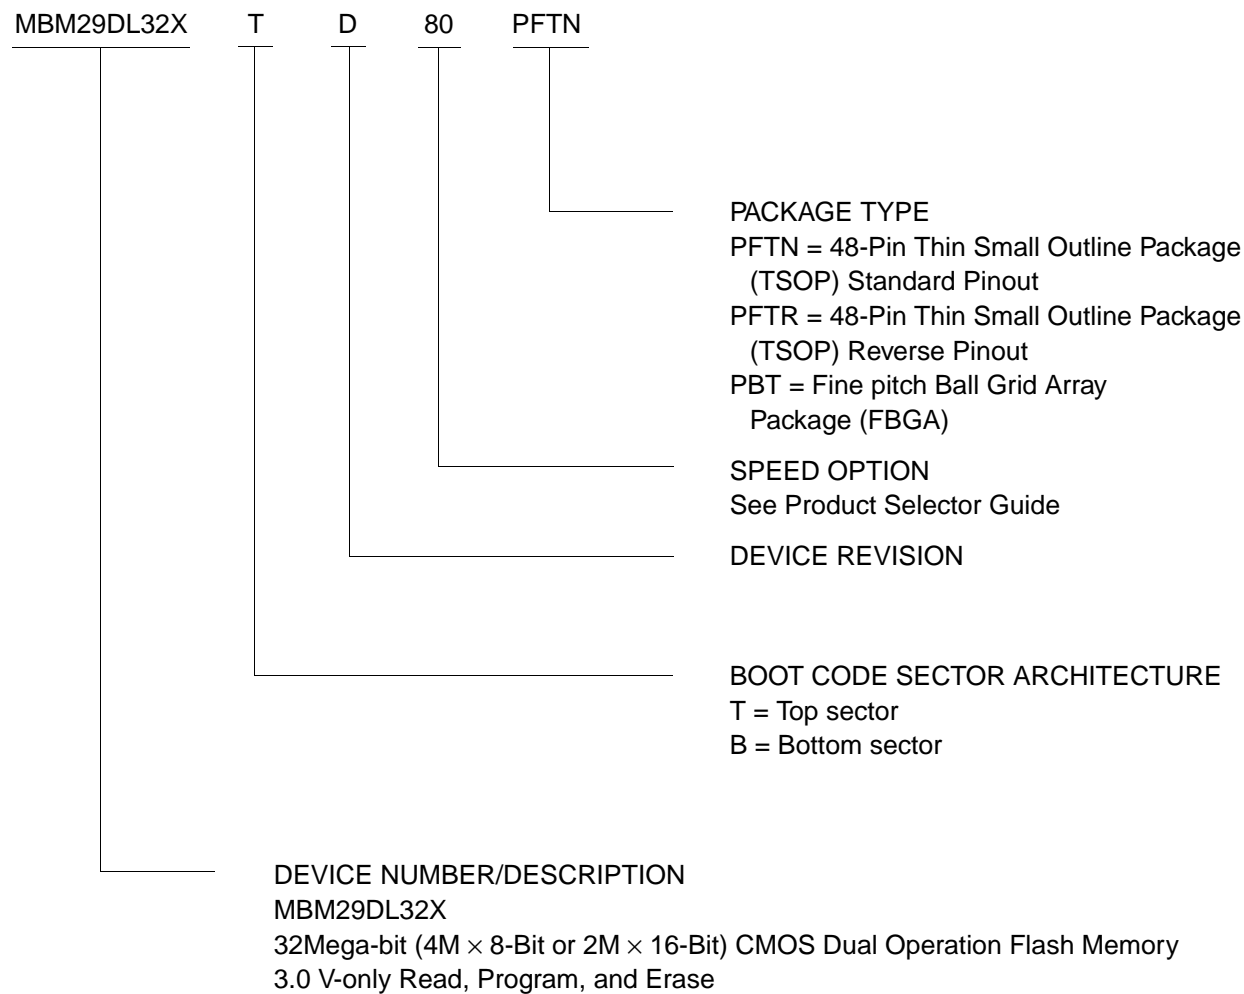 MBM29DL32X T D 80 PFTN
PACKAGE TYPE
PFTN = 48-Pin Thin Small Outline Package
(TSOP) Standard Pinout
PFTR = 48-Pin Thin Small Outline Package
(TSOP) Reverse Pinout
PBT = Fine pitch Ball Grid Array
Package (FBGA)
SPEED OPTION
See Product Selector Guide
DEVICE REVISION
BOOT CODE SECTOR ARCHITECTURE
T = Top sector
B = Bottom sector
DEVICE NUMBER/DESCRIPTION
MBM29DL32X
32Mega-bit (4M × 8-Bit or 2M × 16-Bit) CMOS Dual Operation Flash Memory
3.0 V-only Read, Program, and Erase